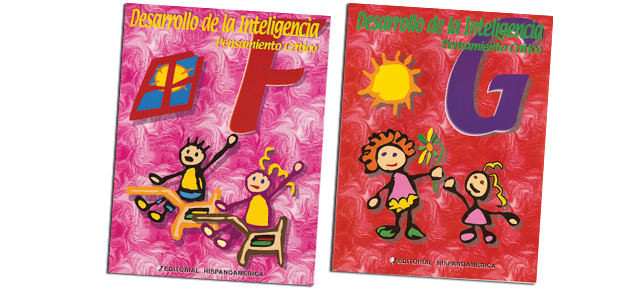 Desarrollo de la Inteligencia
Pensamiento Crítico
F
EDITORIAL HISPANOAMERICA
Desarrollo de la Inteligencia
Pensamiento Crítico
G
EDITORIAL HISPANOAMERICA